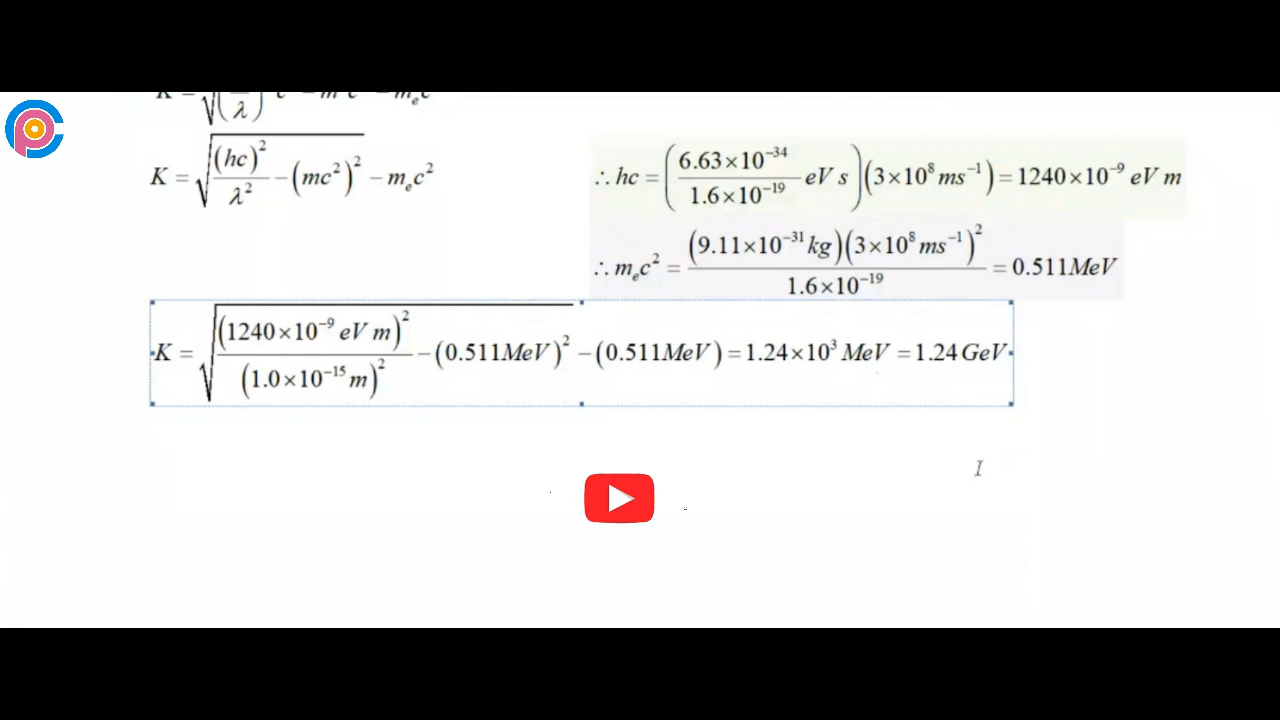 K = √((hc)²/λ² − (mc²)²) − mₑc²
∴ hc = (6.63×10⁻³⁴/1.6×10⁻¹⁹ eV s)(3×10⁸ ms⁻¹) = 1240×10⁻⁹ eV m
∴ mₑc² = (9.11×10⁻³¹ kg)(3×10⁸ ms⁻¹)²/1.6×10⁻¹⁹ = 0.511MeV
K = √((1240×10⁻⁹ eV m)²/(1.0×10⁻¹⁵ m)² − (0.511MeV)²) − (0.511MeV) = 1.24×10³ MeV = 1.24 GeV